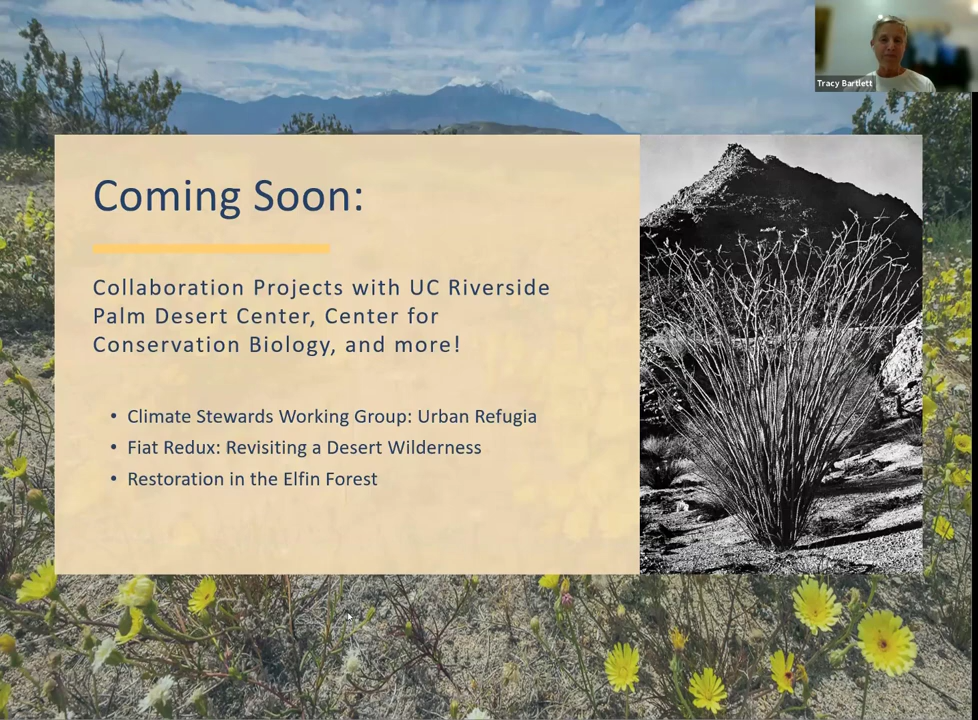 Tracy Bartlett
Coming Soon:
Collaboration Projects with UC Riverside
Palm Desert Center, Center for
Conservation Biology, and more!
• Climate Stewards Working Group: Urban Refugia
• Fiat Redux: Revisiting a Desert Wilderness
• Restoration in the Elfin Forest